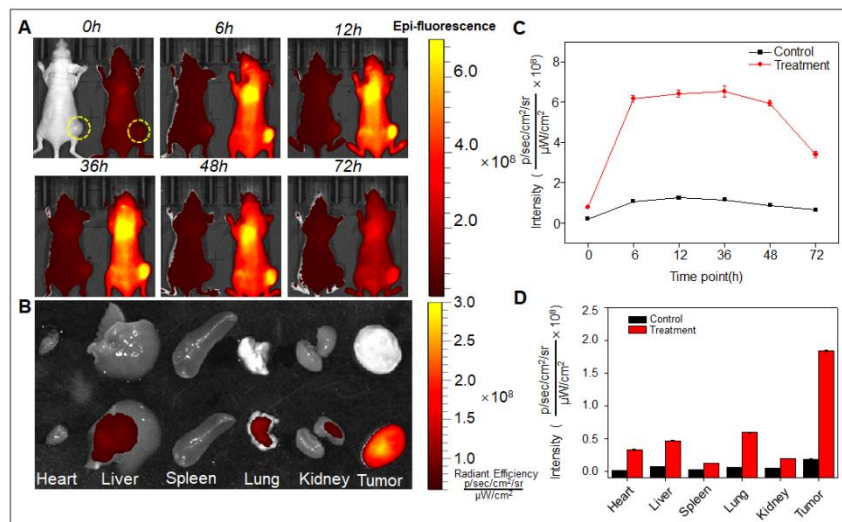 A
0h
6h
12h
Epi-fluorescence
36h
48h
72h
6.0
4.0
×10⁸
2.0
B
3.0
2.5
2.0
×10⁸
1.5
1.0
Radiant Efficiency
p/sec/cm²/sr
µW/cm²
Heart Liver Spleen Lung Kidney Tumor
C
Control
Treatment
8
6
4
2
0
0 6 12 36 48 72
Time point(h)
Intensity ( p/sec/cm²/sr
µW/cm² × 10⁸)
D
Control
Treatment
2.5
2.0
1.5
1.0
0.5
0.0
Heart Liver Spleen Lung Kidney Tumor
Intensity ( p/sec/cm²/sr
µW/cm² × 10⁸)